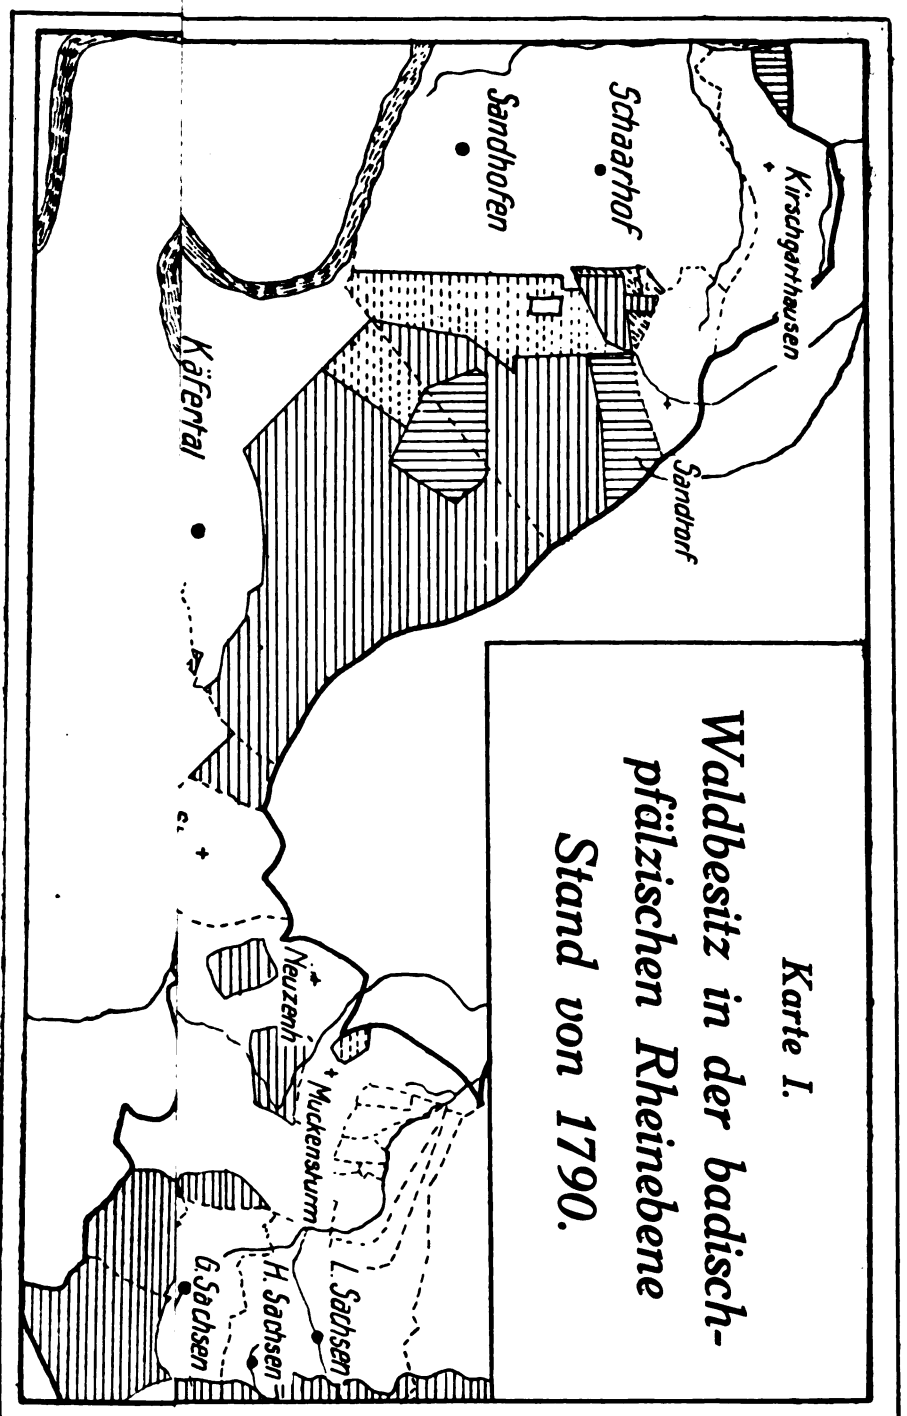 Karte I.
Waldbesitz in der badisch-
pfälzischen Rheinebene
Stand von 1790.
Kirschgarthausen
Schaarhof
Sandhofen
Sandtorf
Käfertal
Neuzenh
Muckensturm
L. Sachsen
H. Sachsen
G. Sachsen